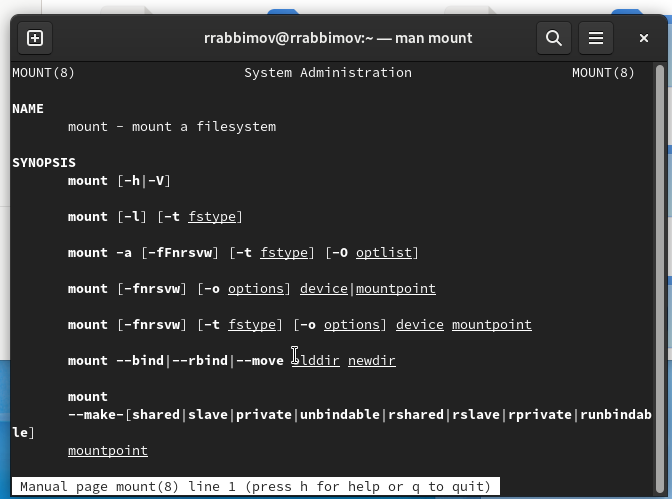 rrabbimov@rrabbimov:~ — man mount
MOUNT(8) System Administration MOUNT(8)
NAME
mount - mount a filesystem
SYNOPSIS
mount [-h|-V]
mount [-l] [-t fstype]
mount -a [-fFnrsvw] [-t fstype] [-O optlist]
mount [-fnrsvw] [-o options] device|mountpoint
mount [-fnrsvw] [-t fstype] [-o options] device mountpoint
mount --bind|--rbind|--move olddir newdir
mount
--make-[shared|slave|private|unbindable|rshared|rslave|rprivate|runbindab
le]
mountpoint
Manual page mount(8) line 1 (press h for help or q to quit)